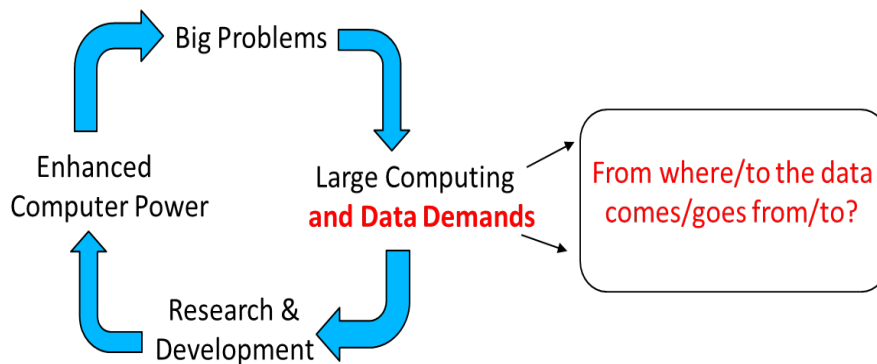 Big Problems
Enhanced
Computer Power
Large Computing
and Data Demands
From where/to the data
comes/goes from/to?
Research &
Development